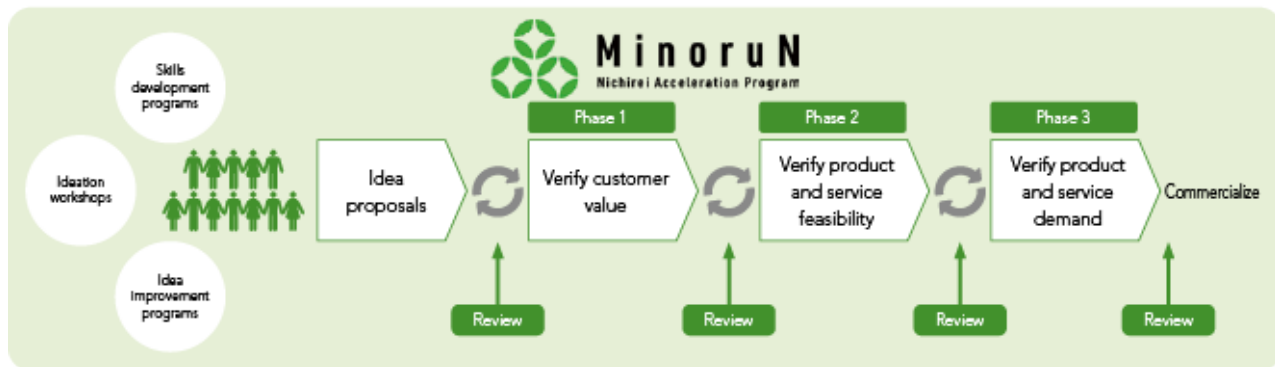 MinoruN
Nichirei Acceleration Program
Skills
development
programs
Ideation
workshops
Idea
improvement
programs
Idea
proposals
Phase 1
Verify customer
value
Phase 2
Verify product
and service
feasibility
Phase 3
Verify product
and service
demand
Commercialize
Review
Review
Review
Review